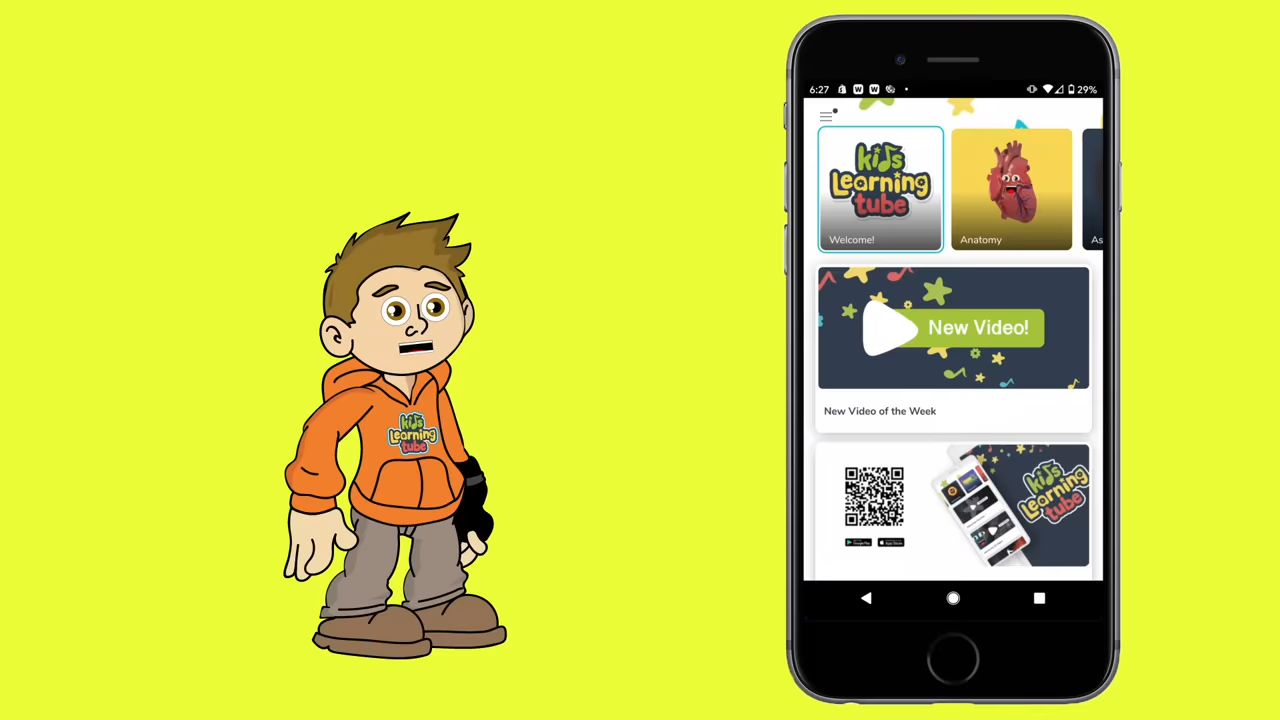 6:27
29%
kids
Learning
tube
Welcome!
Anatomy
As
New Video!
New Video of the Week
kids
Learning
tube
kids
Learning
tube